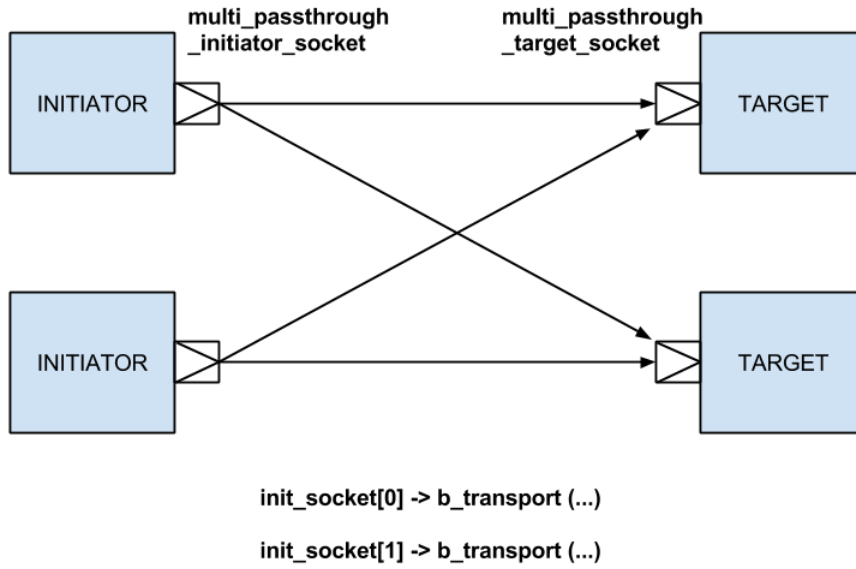 multi_passthrough
_initiator_socket
multi_passthrough
_target_socket
INITIATOR
TARGET
INITIATOR
TARGET
init_socket[0] -> b_transport (...)
init_socket[1] -> b_transport (...)